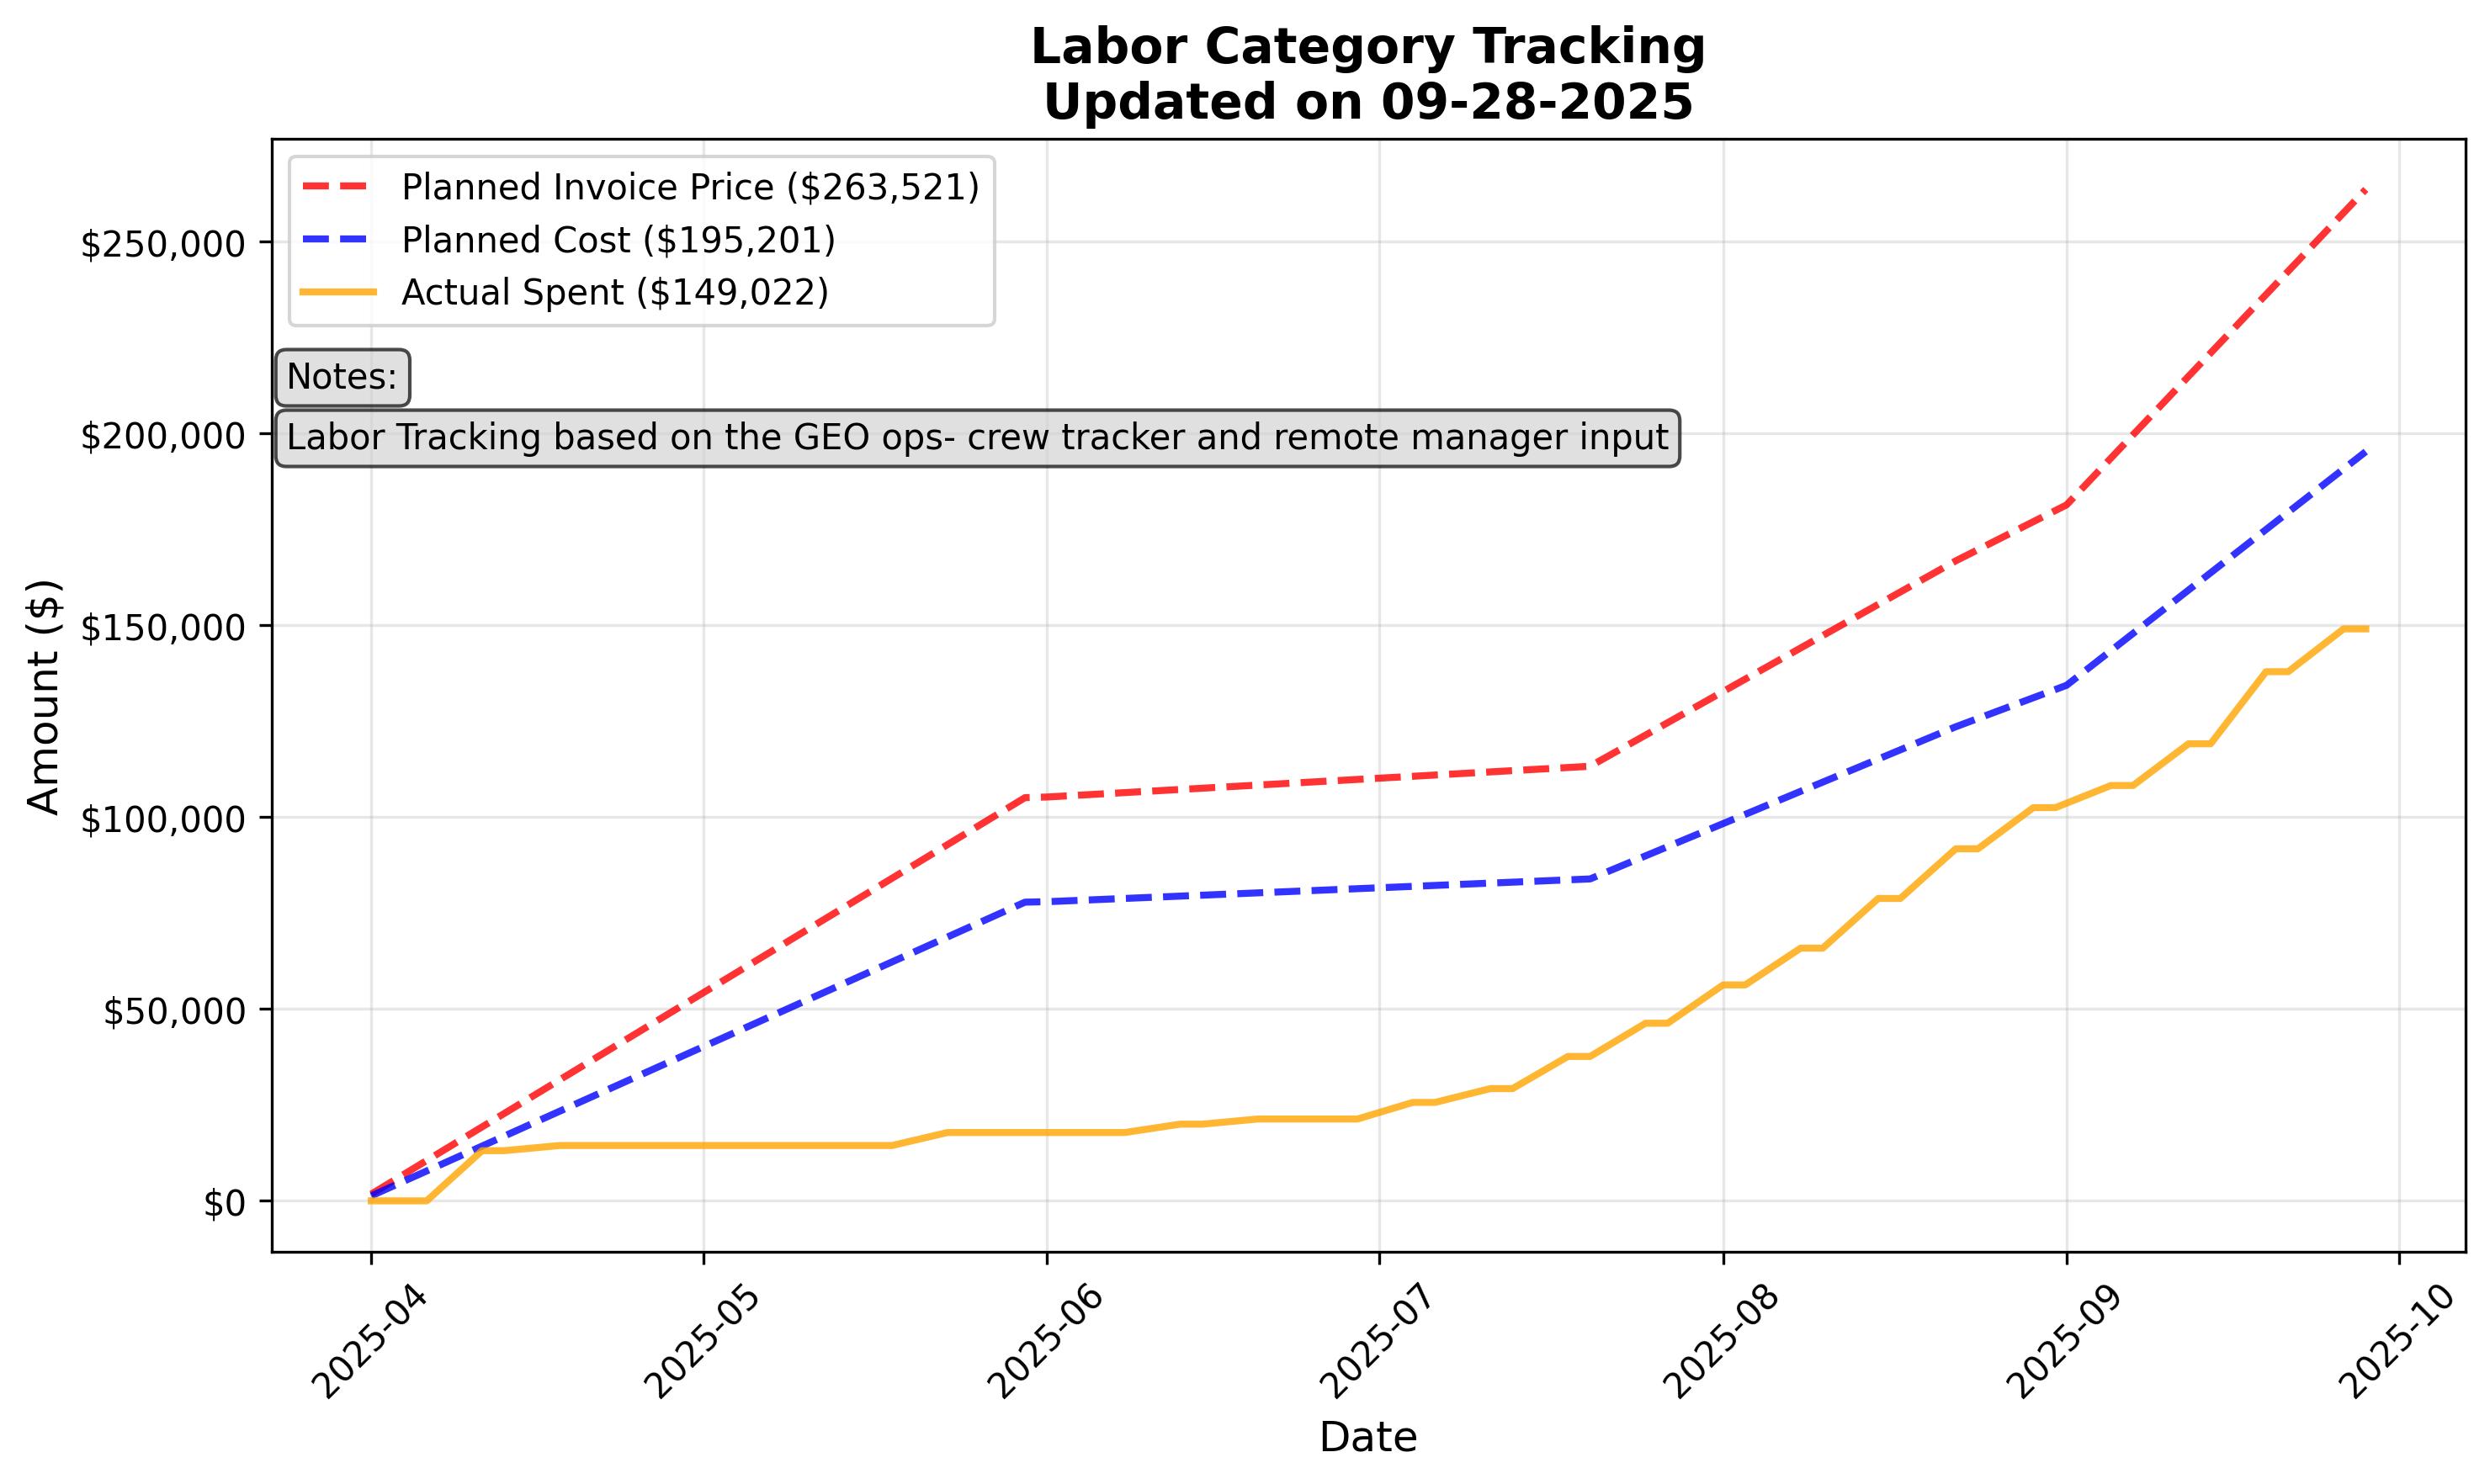 Labor Category Tracking
Updated on 09-28-2025
Planned Invoice Price ($263,521)
Planned Cost ($195,201)
Actual Spent ($149,022)
Notes:
Labor Tracking based on the GEO ops- crew tracker and remote manager input
Amount ($)
$250,000
$200,000
$150,000
$100,000
$50,000
$0
2025-04
2025-05
2025-06
2025-07
2025-08
2025-09
2025-10
Date